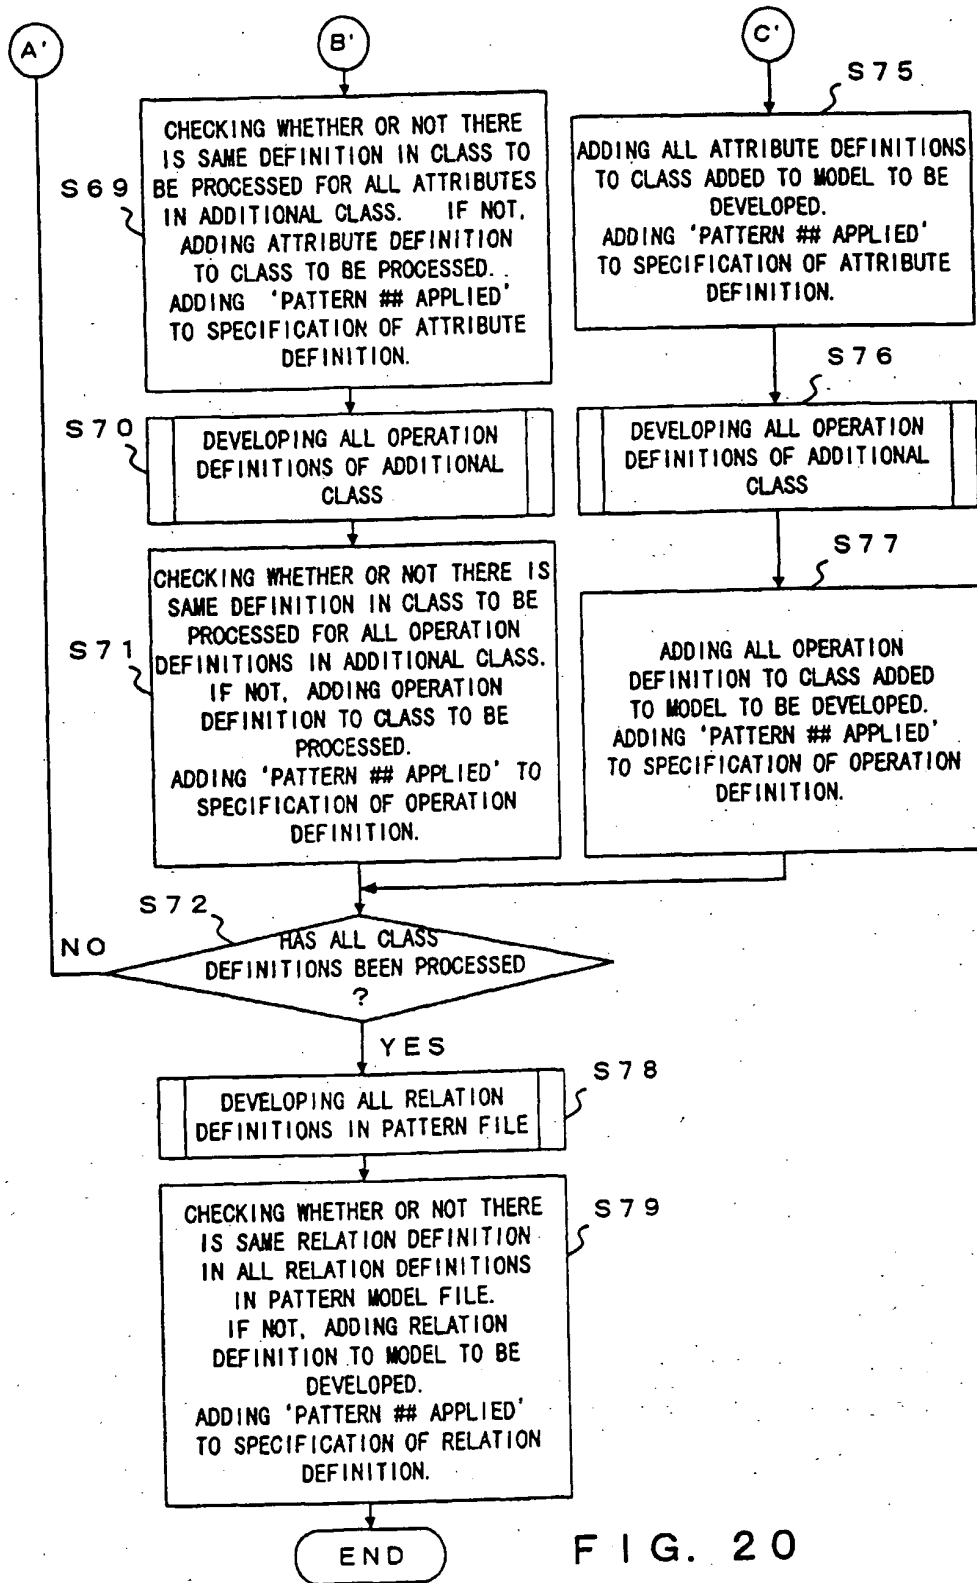 A'
B'
C'
S69
CHECKING WHETHER OR NOT THERE
IS SAME DEFINITION IN CLASS TO
BE PROCESSED FOR ALL ATTRIBUTES
IN ADDITIONAL CLASS. IF NOT,
ADDING ATTRIBUTE DEFINITION
TO CLASS TO BE PROCESSED.
ADDING 'PATTERN ## APPLIED'
TO SPECIFICATION OF ATTRIBUTE
DEFINITION.
S70
DEVELOPING ALL OPERATION
DEFINITIONS OF ADDITIONAL
CLASS
S71
CHECKING WHETHER OR NOT THERE IS
SAME DEFINITION IN CLASS TO BE
PROCESSED FOR ALL OPERATION
DEFINITIONS IN ADDITIONAL CLASS.
IF NOT, ADDING OPERATION
DEFINITION TO CLASS TO BE
PROCESSED.
ADDING 'PATTERN ## APPLIED' TO
SPECIFICATION OF OPERATION
DEFINITION.
S75
ADDING ALL ATTRIBUTE DEFINITIONS
TO CLASS ADDED TO MODEL TO BE
DEVELOPED.
ADDING 'PATTERN ## APPLIED'
TO SPECIFICATION OF ATTRIBUTE
DEFINITION.
S76
DEVELOPING ALL OPERATION
DEFINITIONS OF ADDITIONAL
CLASS
S77
ADDING ALL OPERATION
DEFINITION TO CLASS ADDED
TO MODEL TO BE DEVELOPED.
ADDING 'PATTERN ## APPLIED'
TO SPECIFICATION OF OPERATION
DEFINITION.
S72
NO
HAS ALL CLASS
DEFINITIONS BEEN PROCESSED
?
YES
S78
DEVELOPING ALL RELATION
DEFINITIONS IN PATTERN FILE
S79
CHECKING WHETHER OR NOT THERE
IS SAME RELATION DEFINITION
IN ALL RELATION DEFINITIONS
IN PATTERN MODEL FILE.
IF NOT, ADDING RELATION
DEFINITION TO MODEL TO BE
DEVELOPED.
ADDING 'PATTERN ## APPLIED'
TO SPECIFICATION OF RELATION
DEFINITION.
END
FIG. 20